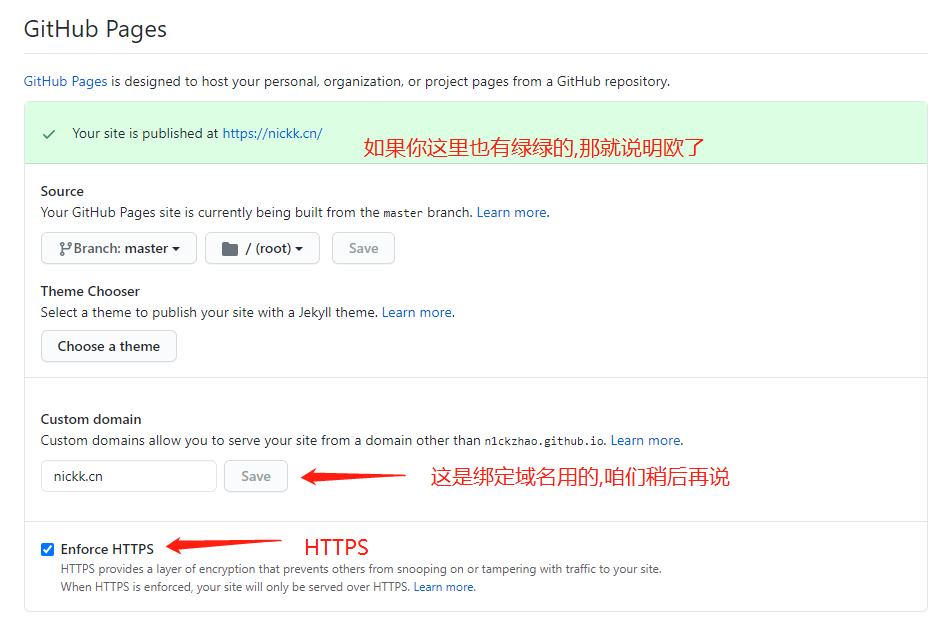 GitHub Pages
GitHub Pages is designed to host your personal, organization, or project pages from a GitHub repository.
Your site is published at https://nickk.cn/
如果你这里也有绿绿的,那就说明欧了
Source
Your GitHub Pages site is currently being built from the master branch. Learn more.
Branch: master
/ (root)
Save
Theme Chooser
Select a theme to publish your site with a Jekyll theme. Learn more.
Choose a theme
Custom domain
Custom domains allow you to serve your site from a domain other than n1ckzhao.github.io. Learn more.
nickk.cn
Save
这是绑定域名用的,咱们稍后再说
Enforce HTTPS
HTTPS
HTTPS provides a layer of encryption that prevents others from snooping on or tampering with traffic to your site.
When HTTPS is enforced, your site will only be served over HTTPS. Learn more.